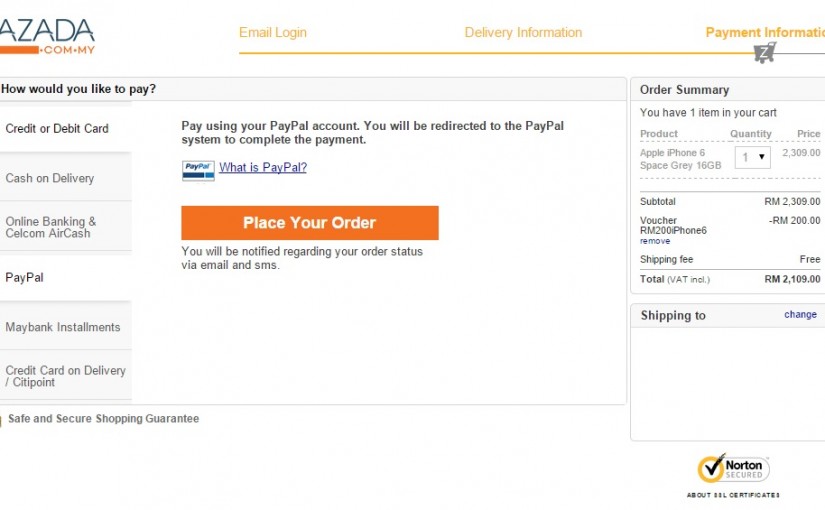 AZADA
.COM.MY
Email Login
Delivery Information
Payment Informatio
How would you like to pay?
Credit or Debit Card
Cash on Delivery
Online Banking &
Celcom AirCash
PayPal
Maybank Installments
Credit Card on Delivery
/ Citipoint
Pay using your PayPal account. You will be redirected to the PayPal
system to complete the payment.
PayPal What is PayPal?
Place Your Order
You will be notified regarding your order status
via email and sms.
Safe and Secure Shopping Guarantee
Order Summary
You have 1 item in your cart
Product Quantity Price
Apple iPhone 6 1 2,309.00
Space Grey 16GB
Subtotal RM 2,309.00
Voucher -RM 200.00
RM200iPhone6
remove
Shipping fee Free
Total (VAT incl.) RM 2,109.00
Shipping to change
Norton
SECURED
ABOUT SSL CERTIFICATES